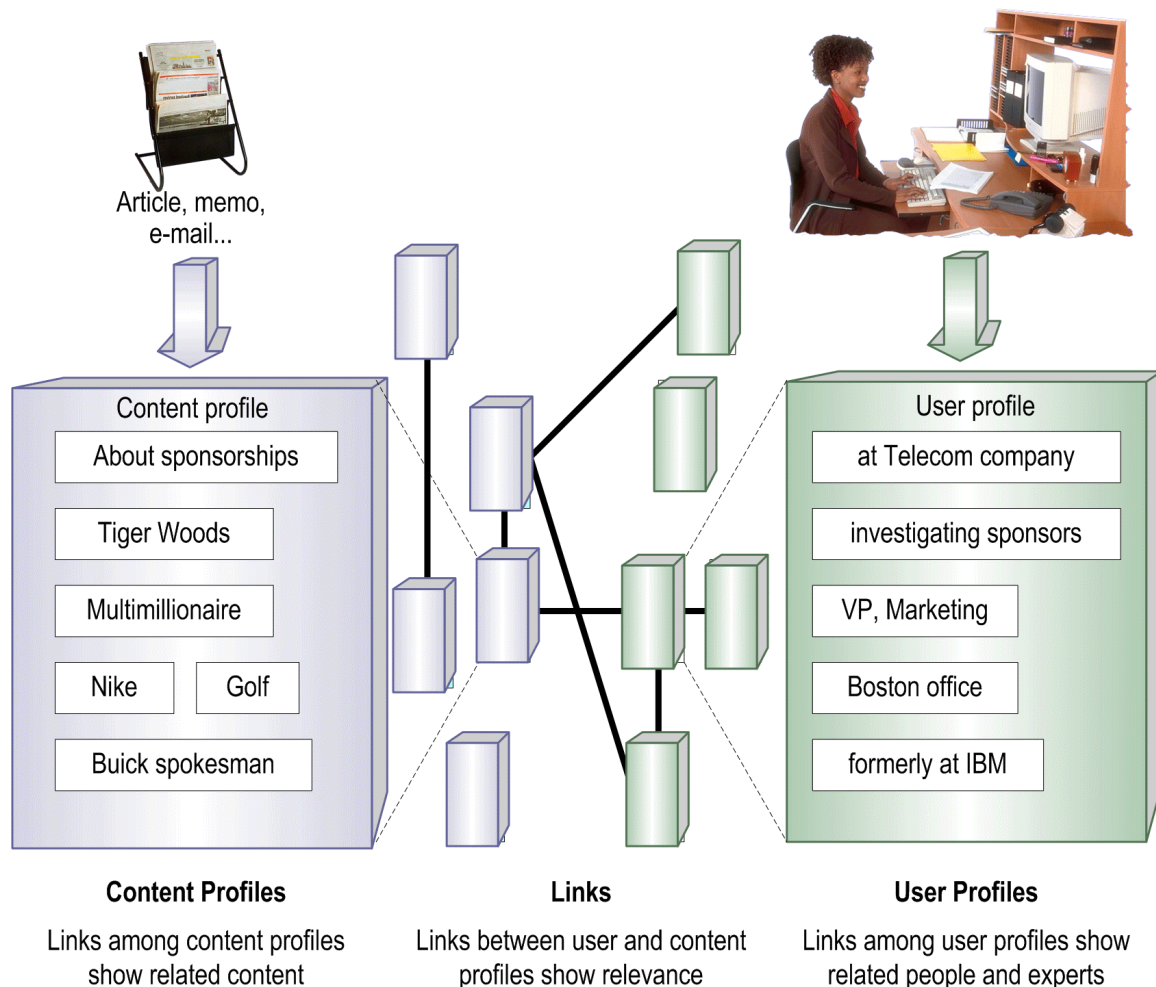 Article, memo,
e-mail...
Content profile
About sponsorships
Tiger Woods
Multimillionaire
Nike
Golf
Buick spokesman
User profile
at Telecom company
investigating sponsors
VP, Marketing
Boston office
formerly at IBM
Content Profiles
Links among content profiles
show related content
Links
Links between user and content
profiles show relevance
User Profiles
Links among user profiles show
related people and experts